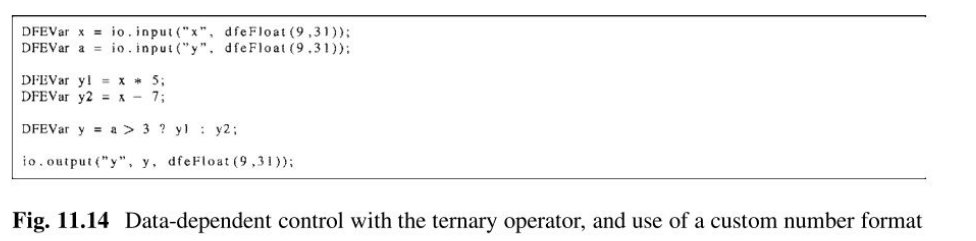 DFEVar x = io.input("x", dfeFloat(9,31));
DFEVar a = io.input("y", dfeFloat(9,31));
DFEVar y1 = x * 5;
DFEVar y2 = x - 7;
DFEVar y = a > 3 ? y1 : y2;
io.output("y", y, dfeFloat(9,31));
Fig. 11.14 Data-dependent control with the ternary operator, and use of a custom number format